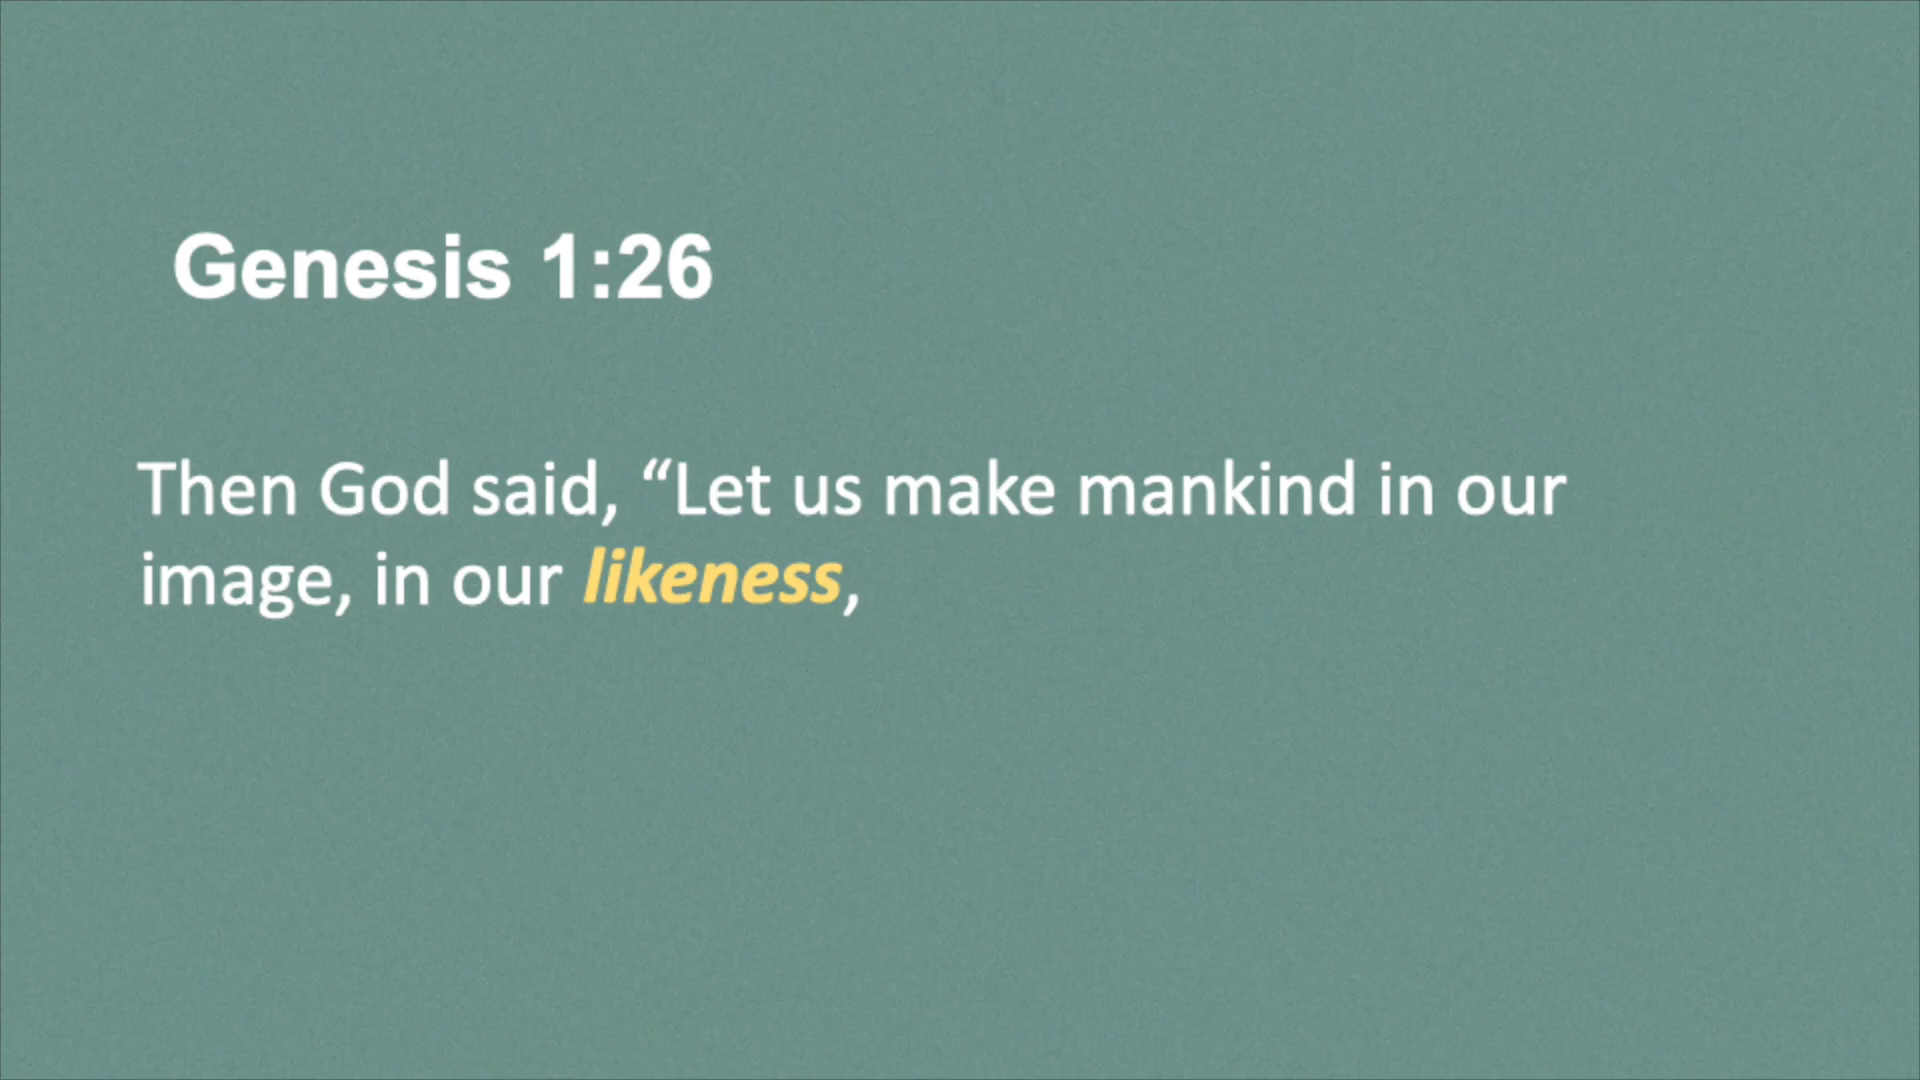 Genesis 1:26
Then God said, “Let us make mankind in our
image, in our likeness,